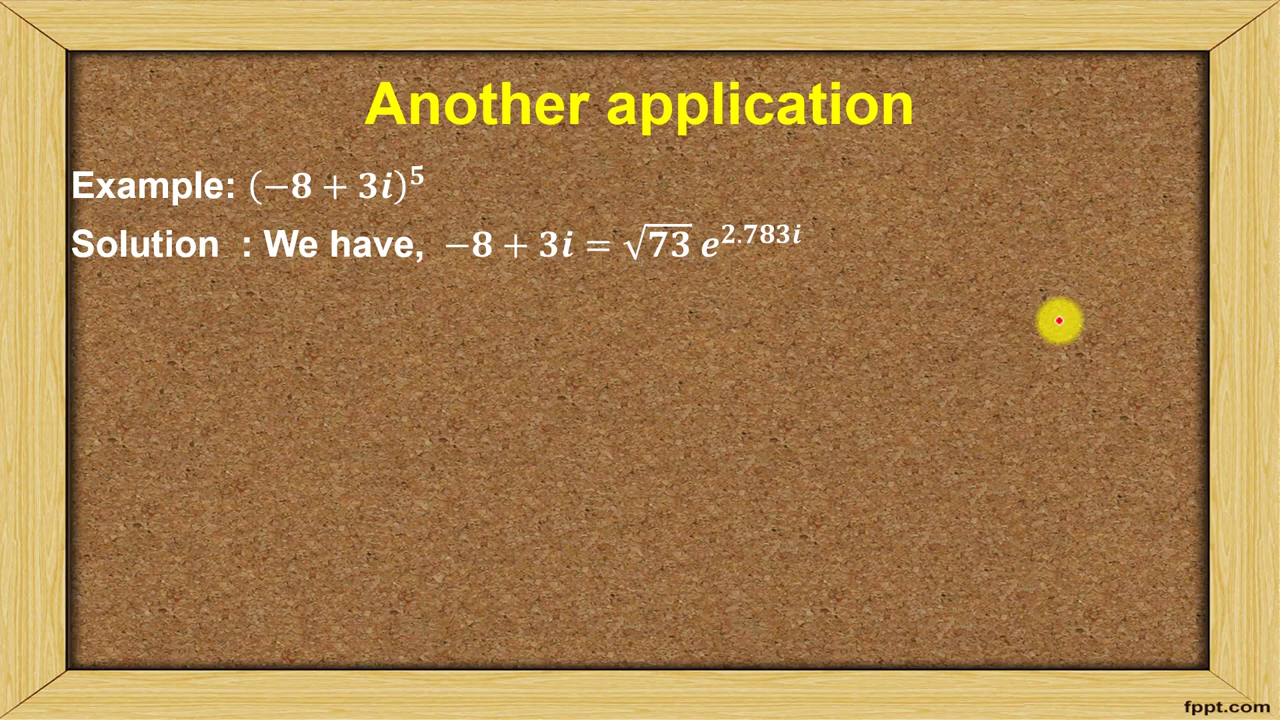 Another application
Example: (−8 + 3i)⁵
Solution : We have, −8 + 3i = √73 e^{2.783i}
fppt.com